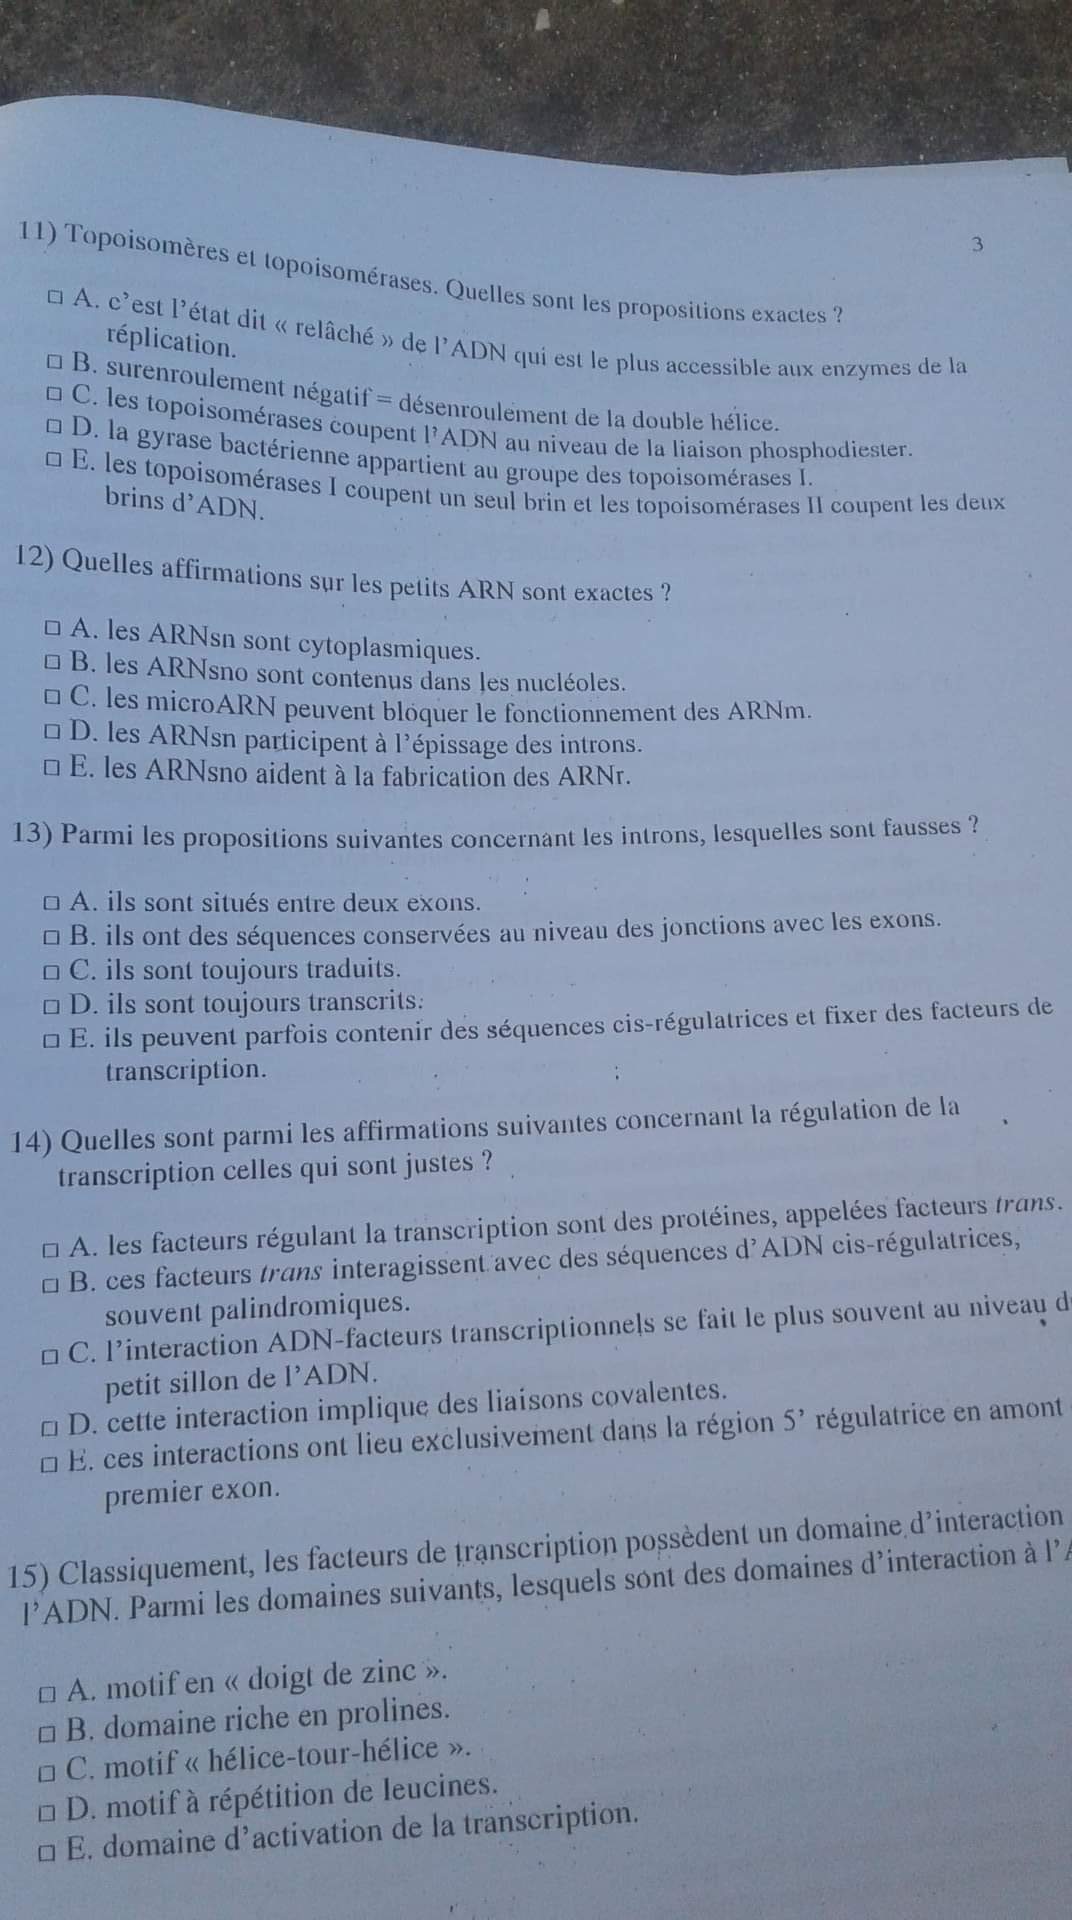 3
11) Topoisomères et topoisomérases. Quelles sont les propositions exactes ?
□ A. c’est l’état dit « relâché » de l’ADN qui est le plus accessible aux enzymes de la
réplication.
□ B. surenroulement négatif = désenroulement de la double hélice.
□ C. les topoisomérases coupent l’ADN au niveau de la liaison phosphodiester.
□ D. la gyrase bactérienne appartient au groupe des topoisomérases I.
□ E. les topoisomérases I coupent un seul brin et les topoisomérases II coupent les deux
brins d’ADN.
12) Quelles affirmations sur les petits ARN sont exactes ?
□ A. les ARNsn sont cytoplasmiques.
□ B. les ARNsno sont contenus dans les nucléoles.
□ C. les microARN peuvent bloquer le fonctionnement des ARNm.
□ D. les ARNsn participent à l’épissage des introns.
□ E. les ARNsno aident à la fabrication des ARNr.
13) Parmi les propositions suivantes concernant les introns, lesquelles sont fausses ?
□ A. ils sont situés entre deux exons.
□ B. ils ont des séquences conservées au niveau des jonctions avec les exons.
□ C. ils sont toujours traduits.
□ D. ils sont toujours transcrits.
□ E. ils peuvent parfois contenir des séquences cis-régulatrices et fixer des facteurs de
transcription.
14) Quelles sont parmi les affirmations suivantes concernant la régulation de la
transcription celles qui sont justes ?
□ A. les facteurs régulant la transcription sont des protéines, appelées facteurs trans.
□ B. ces facteurs trans interagissent avec des séquences d’ADN cis-régulatrices,
souvent palindromiques.
□ C. l’interaction ADN-facteurs transcriptionnels se fait le plus souvent au niveau d
petit sillon de l’ADN.
□ D. cette interaction implique des liaisons covalentes.
□ E. ces interactions ont lieu exclusivement dans la région 5’ régulatrice en amont
premier exon.
15) Classiquement, les facteurs de transcription possèdent un domaine d’interaction
l’ADN. Parmi les domaines suivants, lesquels sont des domaines d’interaction à l’A
□ A. motif en « doigt de zinc ».
□ B. domaine riche en prolines.
□ C. motif « hélice-tour-hélice ».
□ D. motif à répétition de leucines.
□ E. domaine d’activation de la transcription.